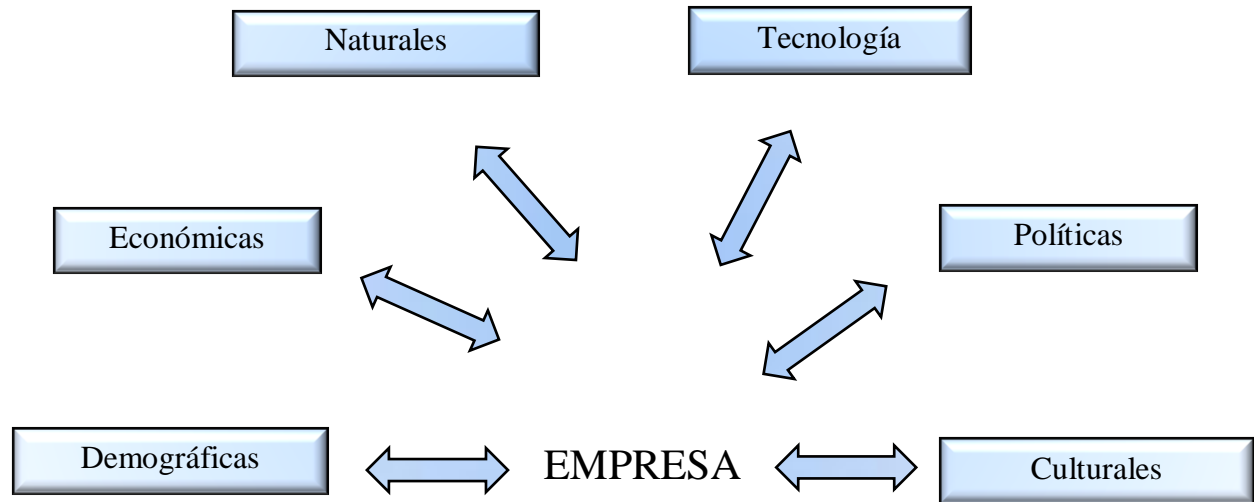 Naturales
Tecnología
Económicas
Políticas
Demográficas
EMPRESA
Culturales